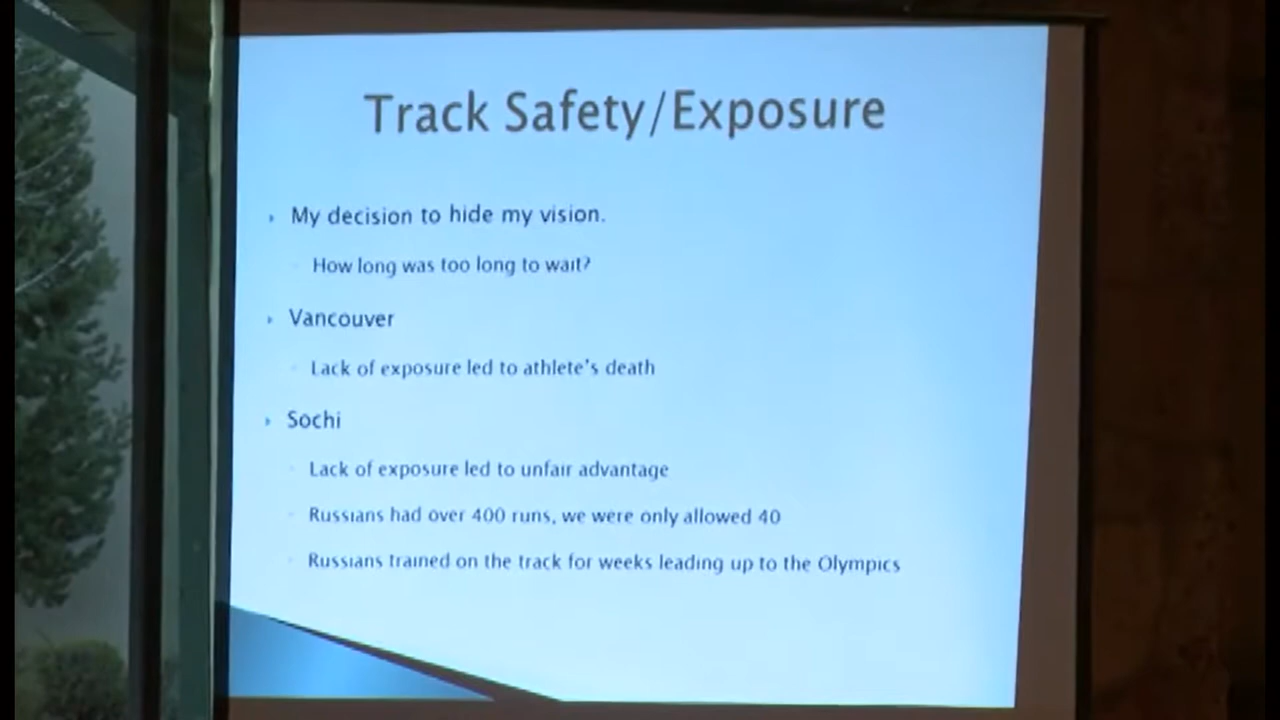 Track Safety/Exposure
My decision to hide my vision.
How long was too long to wait?
Vancouver
Lack of exposure led to athlete's death
Sochi
Lack of exposure led to unfair advantage
Russians had over 400 runs, we were only allowed 40
Russians trained on the track for weeks leading up to the Olympics